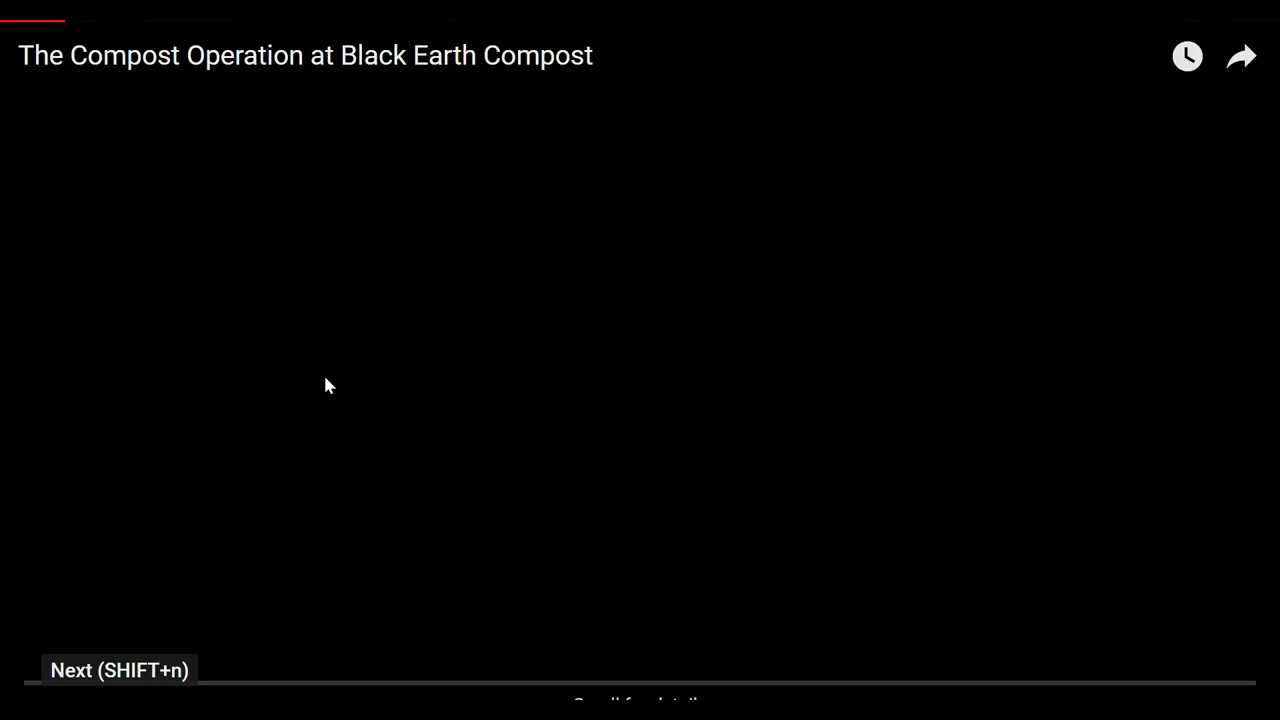 The Compost Operation at Black Earth Compost
Next (SHIFT+n)